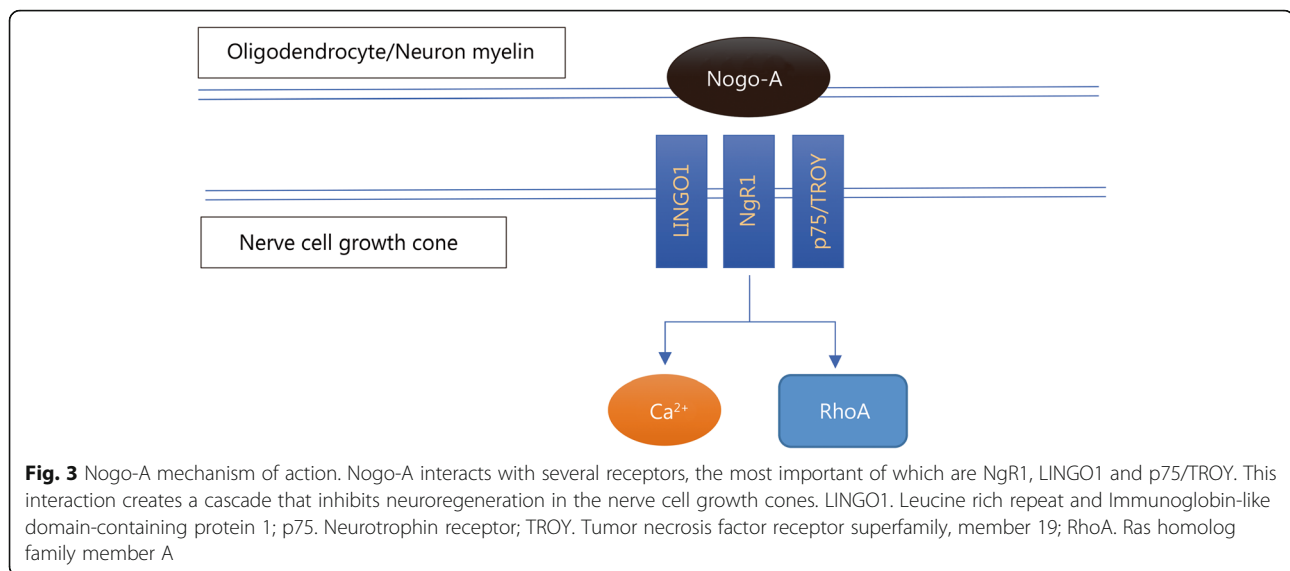 Oligodendrocyte/Neuron myelin
Nogo-A
LINGO1
NgR1
p75/TROY
Nerve cell growth cone
Ca²⁺
RhoA
Fig. 3 Nogo-A mechanism of action. Nogo-A interacts with several receptors, the most important of which are NgR1, LINGO1 and p75/TROY. This
interaction creates a cascade that inhibits neuroregeneration in the nerve cell growth cones. LINGO1. Leucine rich repeat and Immunoglobin-like
domain-containing protein 1; p75. Neurotrophin receptor; TROY. Tumor necrosis factor receptor superfamily, member 19; RhoA. Ras homolog
family member A